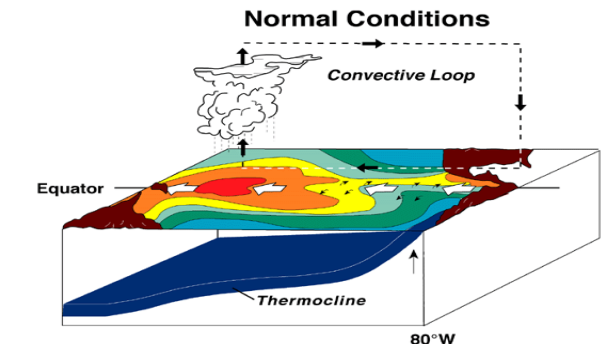 Normal Conditions
Convective Loop
Equator
Thermocline
80°W